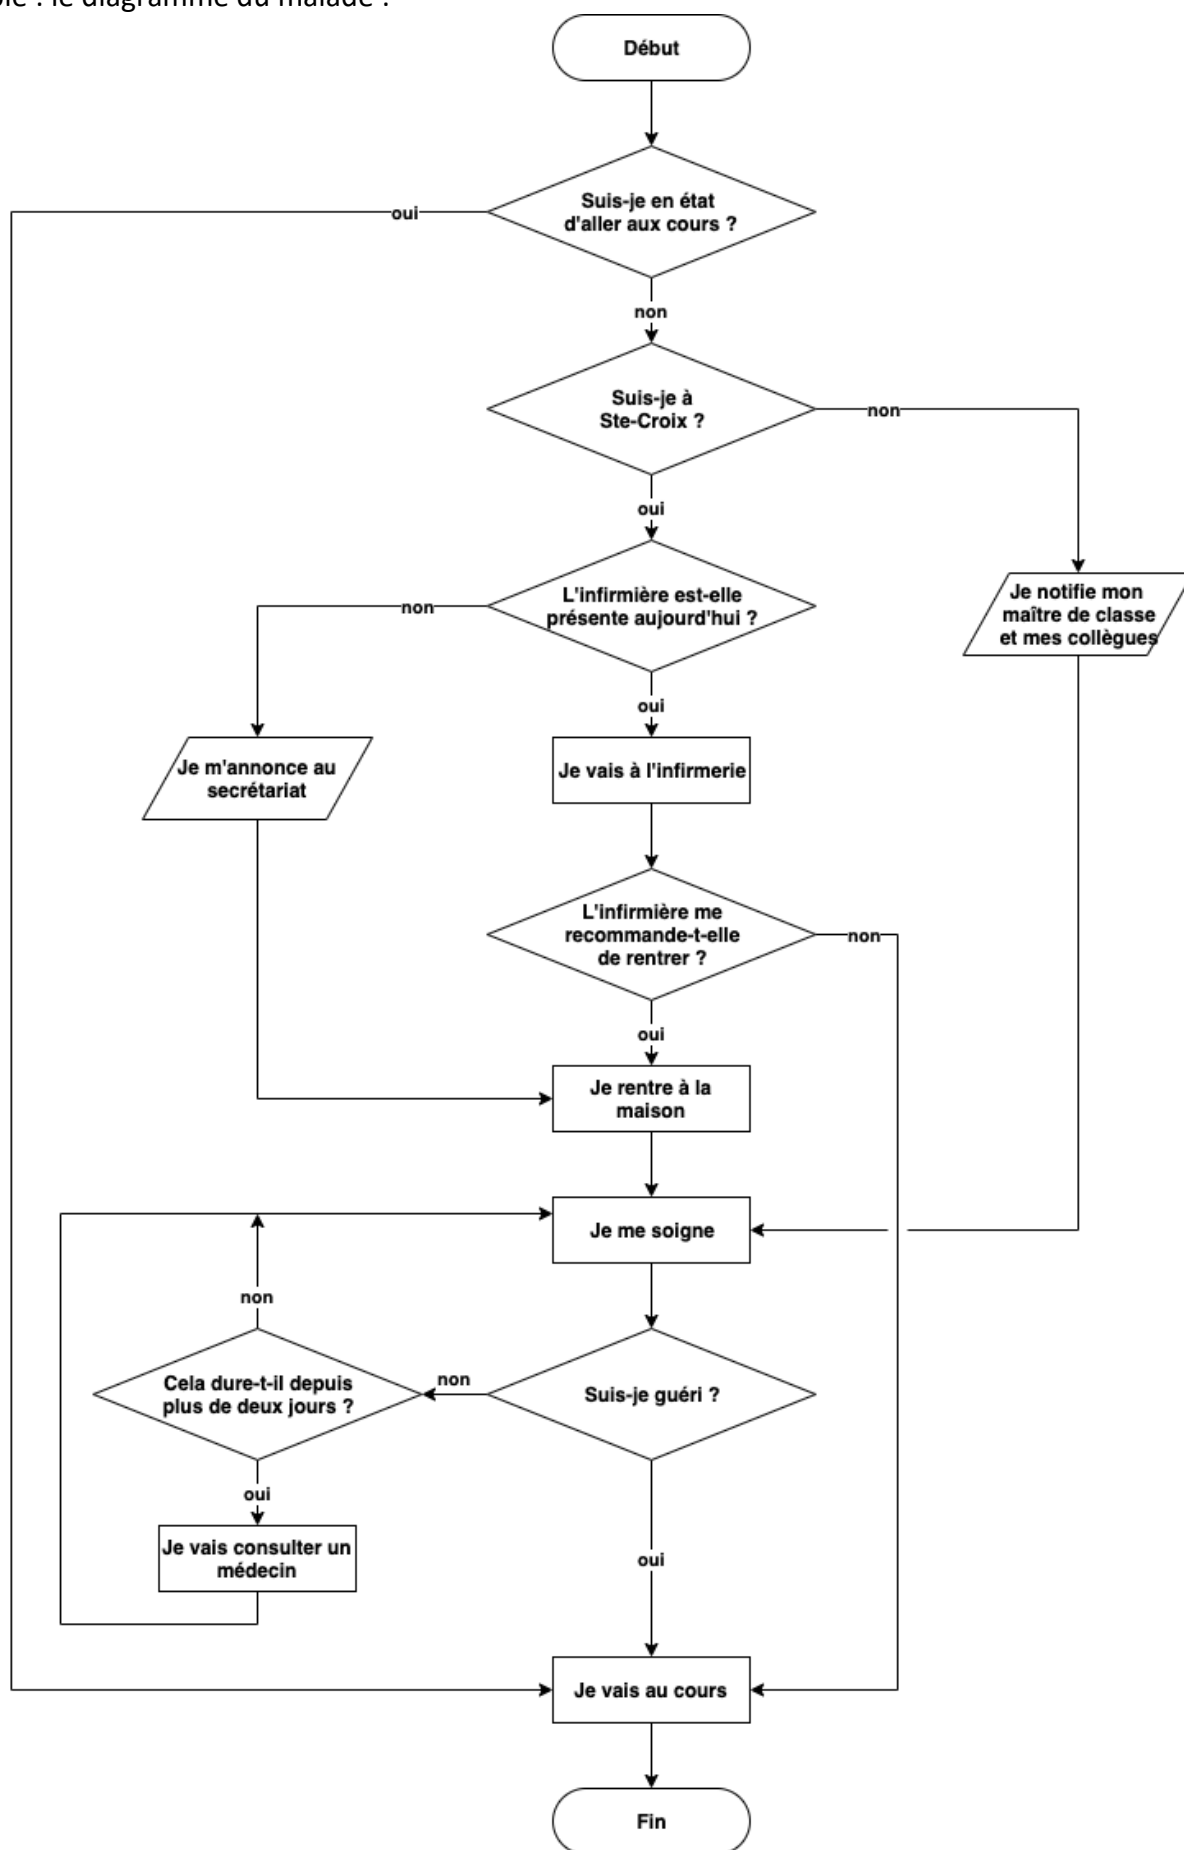 : le diagramme du malade :
Début
Suis-je en état
d'aller aux cours ?
oui
non
Suis-je à
Ste-Croix ?
non
oui
L'infirmière est-elle
présente aujourd'hui ?
non
Je notifie mon
maître de classe
et mes collègues
oui
Je m'annonce au
secrétariat
Je vais à l'infirmerie
L'infirmière me
recommande-t-elle
de rentrer ?
non
oui
Je rentre à la
maison
Je me soigne
non
Cela dure-t-il depuis
plus de deux jours ?
non
Suis-je guéri ?
oui
Je vais consulter un
médecin
oui
Je vais au cours
Fin